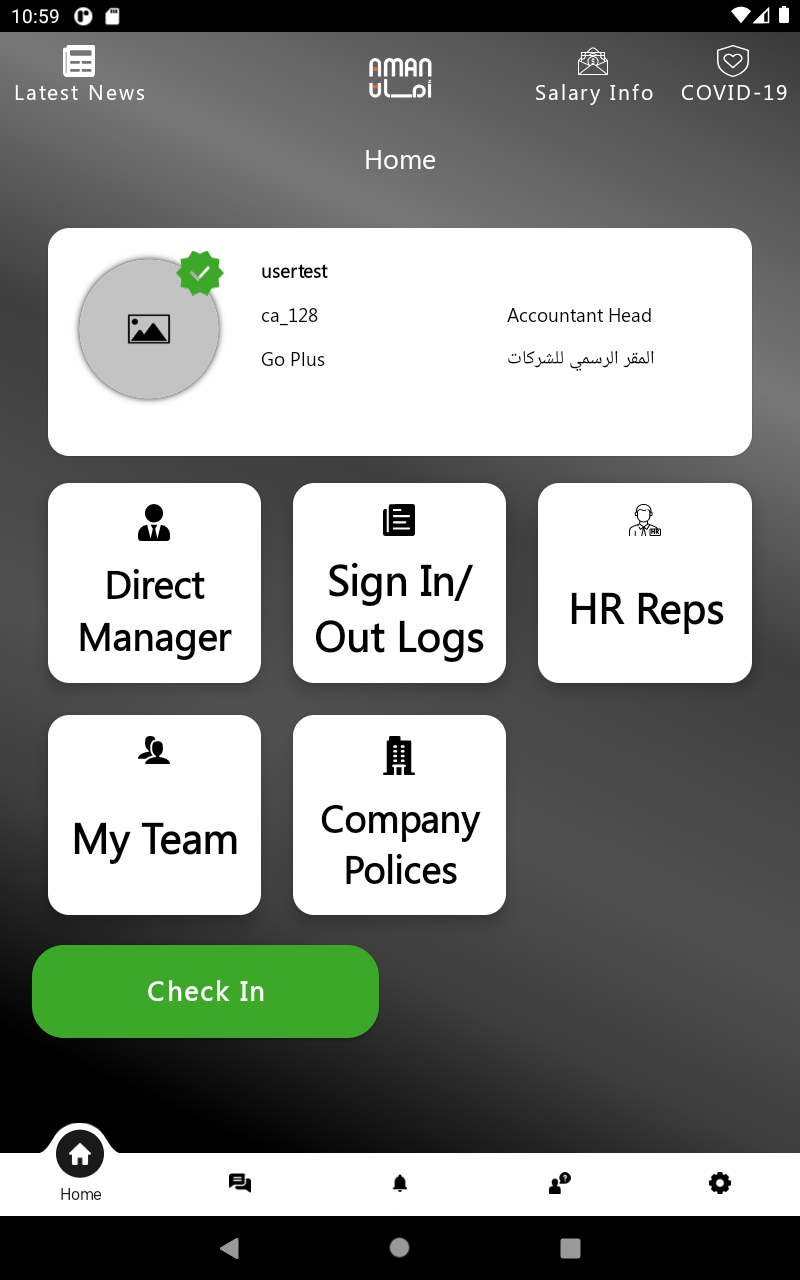 10:59
AMAN
أمـــان
Latest News
Salary Info
COVID-19
Home
usertest
ca_128
Accountant Head
Go Plus
المقر الرسمي للشركات
Direct
Manager
Sign In/
Out Logs
HR Reps
My Team
Company
Polices
Check In
Home